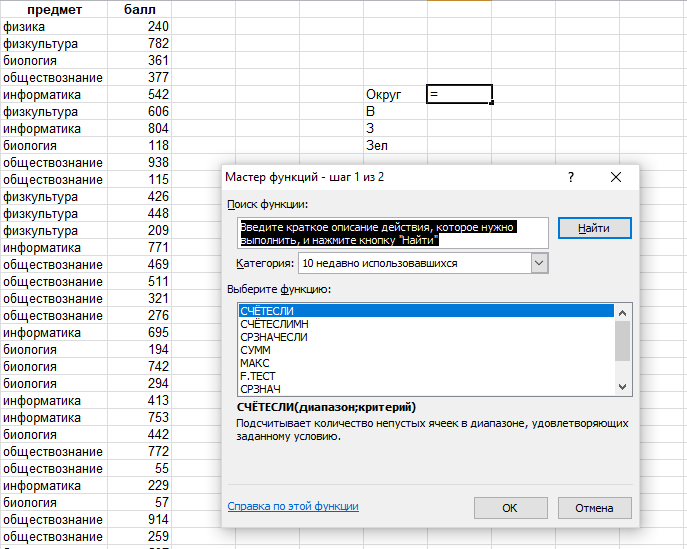 предмет балл
физика 240
физкультура 782
биология 361
обществознание 377
информатика 542 Округ =
физкультура 606 В
информатика 804 З
биология 118 Зел
обществознание 938
обществознание 115
физкультура 426
физкультура 448
физкультура 209
информатика 771
обществознание 469
обществознание 511
обществознание 321
обществознание 276
информатика 695
биология 194
биология 742
биология 294
информатика 413
информатика 753
биология 442
обществознание 772
обществознание 55
информатика 229
биология 57
обществознание 914
обществознание 259
Мастер функций - шаг 1 из 2 ? ×
Поиск функции:
Введите краткое описание действия, которое нужно
выполнить, и нажмите кнопку "Найти"
Найти
Категория: 10 недавно использовавшихся
Выберите функцию:
СЧЁТЕСЛИ
СЧЁТЕСЛИМН
СРЗНАЧЕСЛИ
СУММ
МАКС
F.ТЕСТ
СРЗНАЧ
СЧЁТЕСЛИ(диапазон;критерий)
Подсчитывает количество непустых ячеек в диапазоне, удовлетворяющих
заданному условию.
Справка по этой функции ОК Отмена